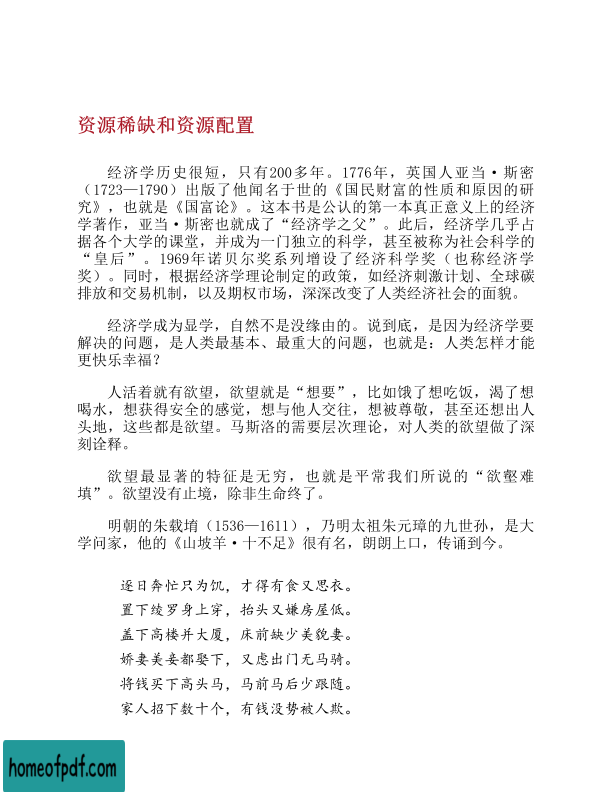 资源稀缺和资源配置
经济学历史很短，只有200多年。1776年，英国人亚当·斯密
（1723—1790）出版了他闻名于世的《国民财富的性质和原因的研
究》，也就是《国富论》。这本书是公认的第一本真正意义上的经济
学著作，亚当·斯密也就成了“经济学之父”。此后，经济学几乎占
据各个大学的课堂，并成为一门独立的科学，甚至被称为社会科学的
“皇后”。1969年诺贝尔奖系列增设了经济科学奖（也称经济学
奖）。同时，根据经济学理论制定的政策，如经济刺激计划、全球碳
排放和交易机制，以及期权市场，深深改变了人类经济社会的面貌。
经济学成为显学，自然不是没缘由的。说到底，是因为经济学要
解决的问题，是人类最基本、最重大的问题，也就是：人类怎样才能
更快乐幸福？
人活着就有欲望，欲望就是“想要”，比如饿了想吃饭，渴了想
喝水，想获得安全的感觉，想与他人交往，想被尊敬，甚至还想出人
头地，这些都是欲望。马斯洛的需要层次理论，对人类的欲望做了深
刻诠释。
欲望最显著的特征是无穷，也就是平常我们所说的“欲壑难
填”。欲望没有止境，除非生命终了。
明朝的朱载堉（1536—1611），乃明太祖朱元璋的九世孙，是大
学问家，他的《山坡羊·十不足》很有名，朗朗上口，传诵到今。
逐日奔忙只为饥，才得有食又思衣。
置下绫罗身上穿，抬头又嫌房屋低。
盖下高楼并大厦，床前缺少美貌妻。
娇妻美妾都娶下，又虑出门无马骑。
将钱买下高头马，马前马后少跟随。
家人招下数十个，有钱没势被人欺。
homeofpdf.com